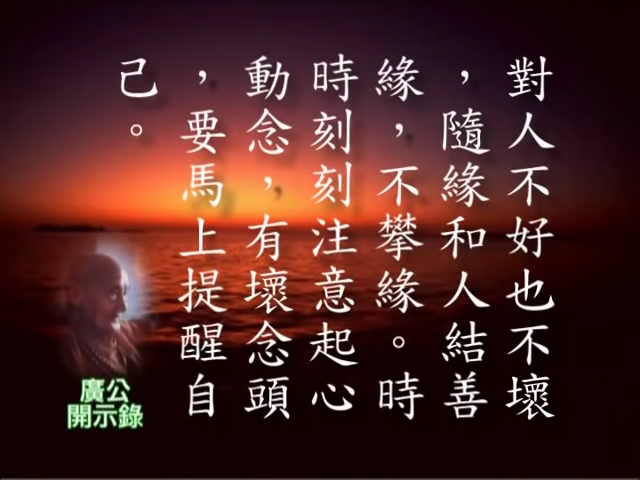 對人不好也不壞
，隨緣和人結善
緣，不攀緣。時
時刻刻注意起心
動念，有壞念頭
，要馬上提醒自
己。
廣公
開示錄